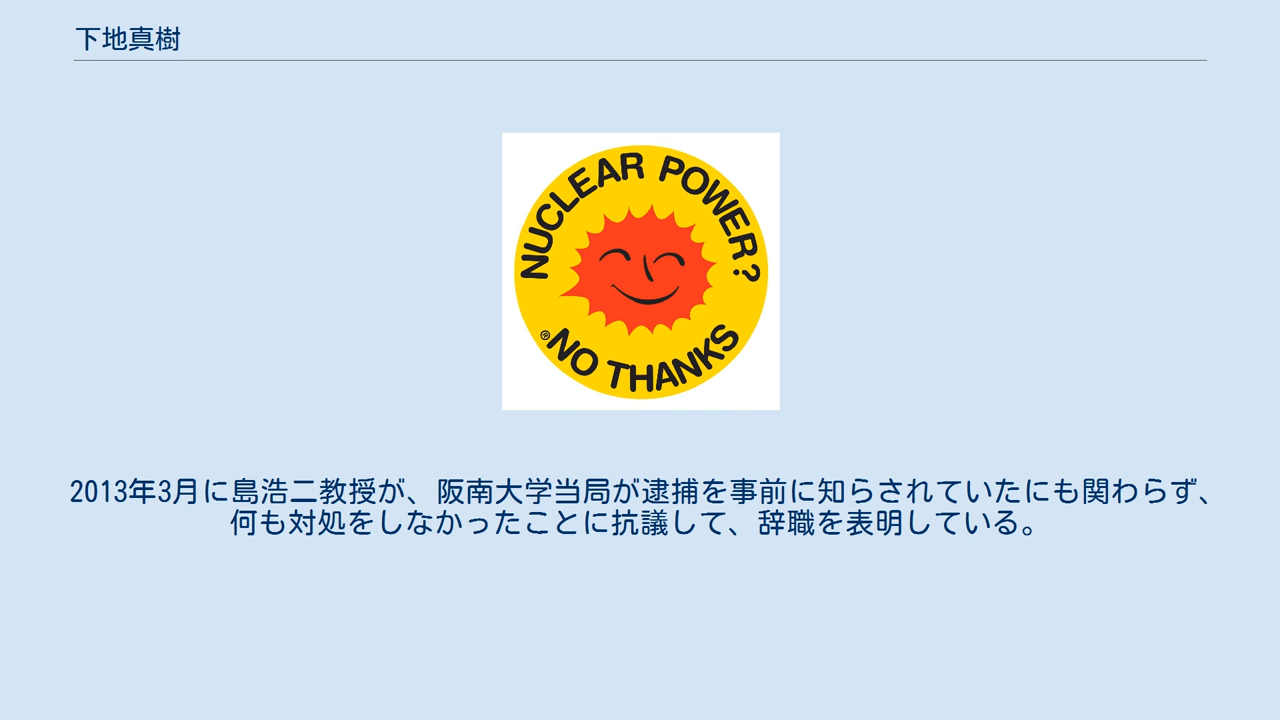 下地真樹
NUCLEAR POWER?
NO THANKS
®
2013年3月に島浩二教授が、阪南大学当局が逮捕を事前に知らされていたにも関わらず、
何も対処をしなかったことに抗議して、辞職を表明している。